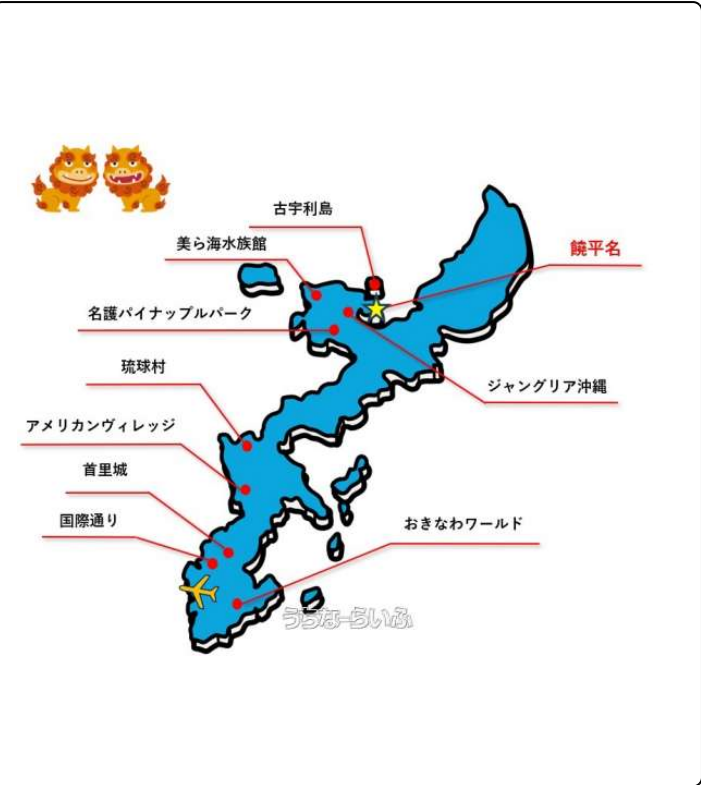 古宇利島
美ら海水族館
饒平名
名護パイナップルパーク
琉球村
ジャングリア沖縄
アメリカンヴィレッジ
首里城
国際通り
おきなわワールド
うちなーらいふ